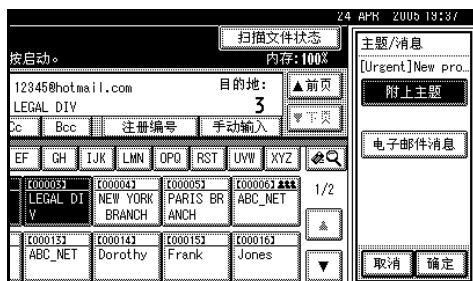 24 APR 2005 19:37
扫描文件状态
按启动。
内存:100%
12345@hotmail.com
目的地:
3
LEGAL DIV
▲前页
▼下页
Cc
Bcc
注册编号
手动输入
EF GH IJK LMN OPQ RST UVW XYZ
[00003]
LEGAL DI
V
[00004]
NEW YORK
BRANCH
[00005]
PARIS BR
ANCH
[00006]
ABC_NET
1/2
[00013]
ABC_NET
[00014]
Dorothy
[00015]
Frank
[00016]
Jones
▲
▼
主题/消息
[Urgent]New pro...
附上主题
电子邮件消息
取消
确定